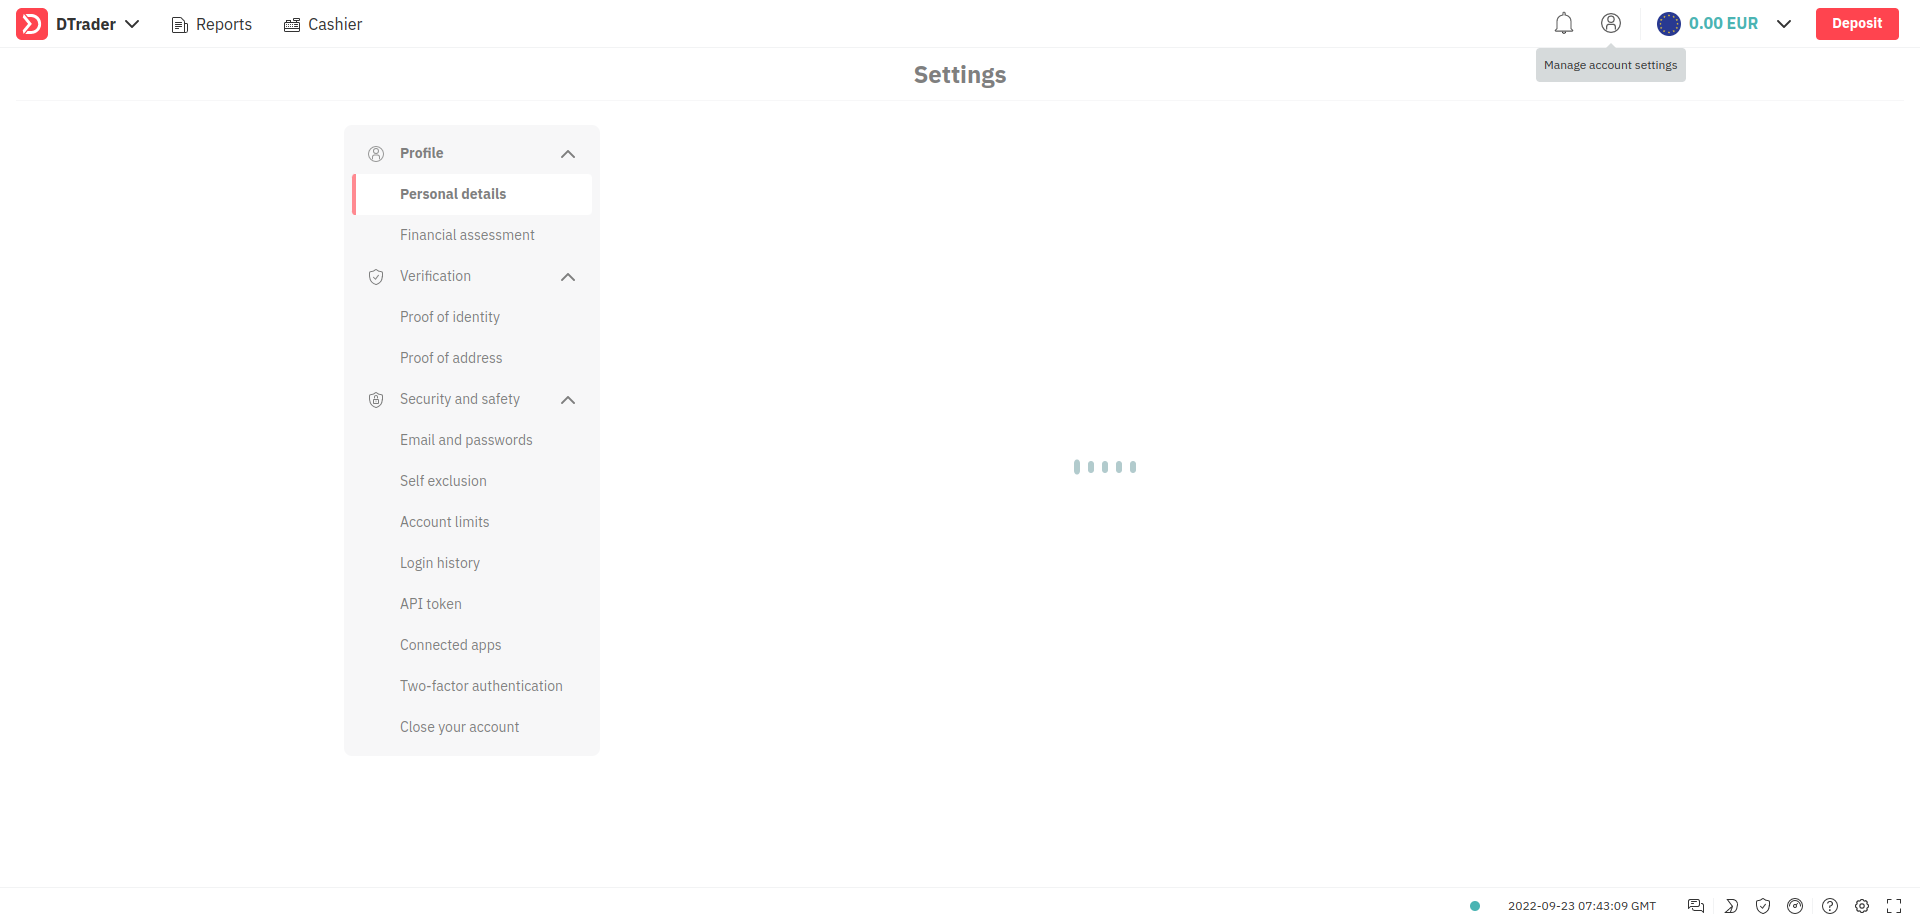 DTrader
Reports
Cashier
0.00 EUR
Deposit
Manage account settings
Settings
Profile
Personal details
Financial assessment
Verification
Proof of identity
Proof of address
Security and safety
Email and passwords
Self exclusion
Account limits
Login history
API token
Connected apps
Two-factor authentication
Close your account
2022-09-23 07:43:09 GMT